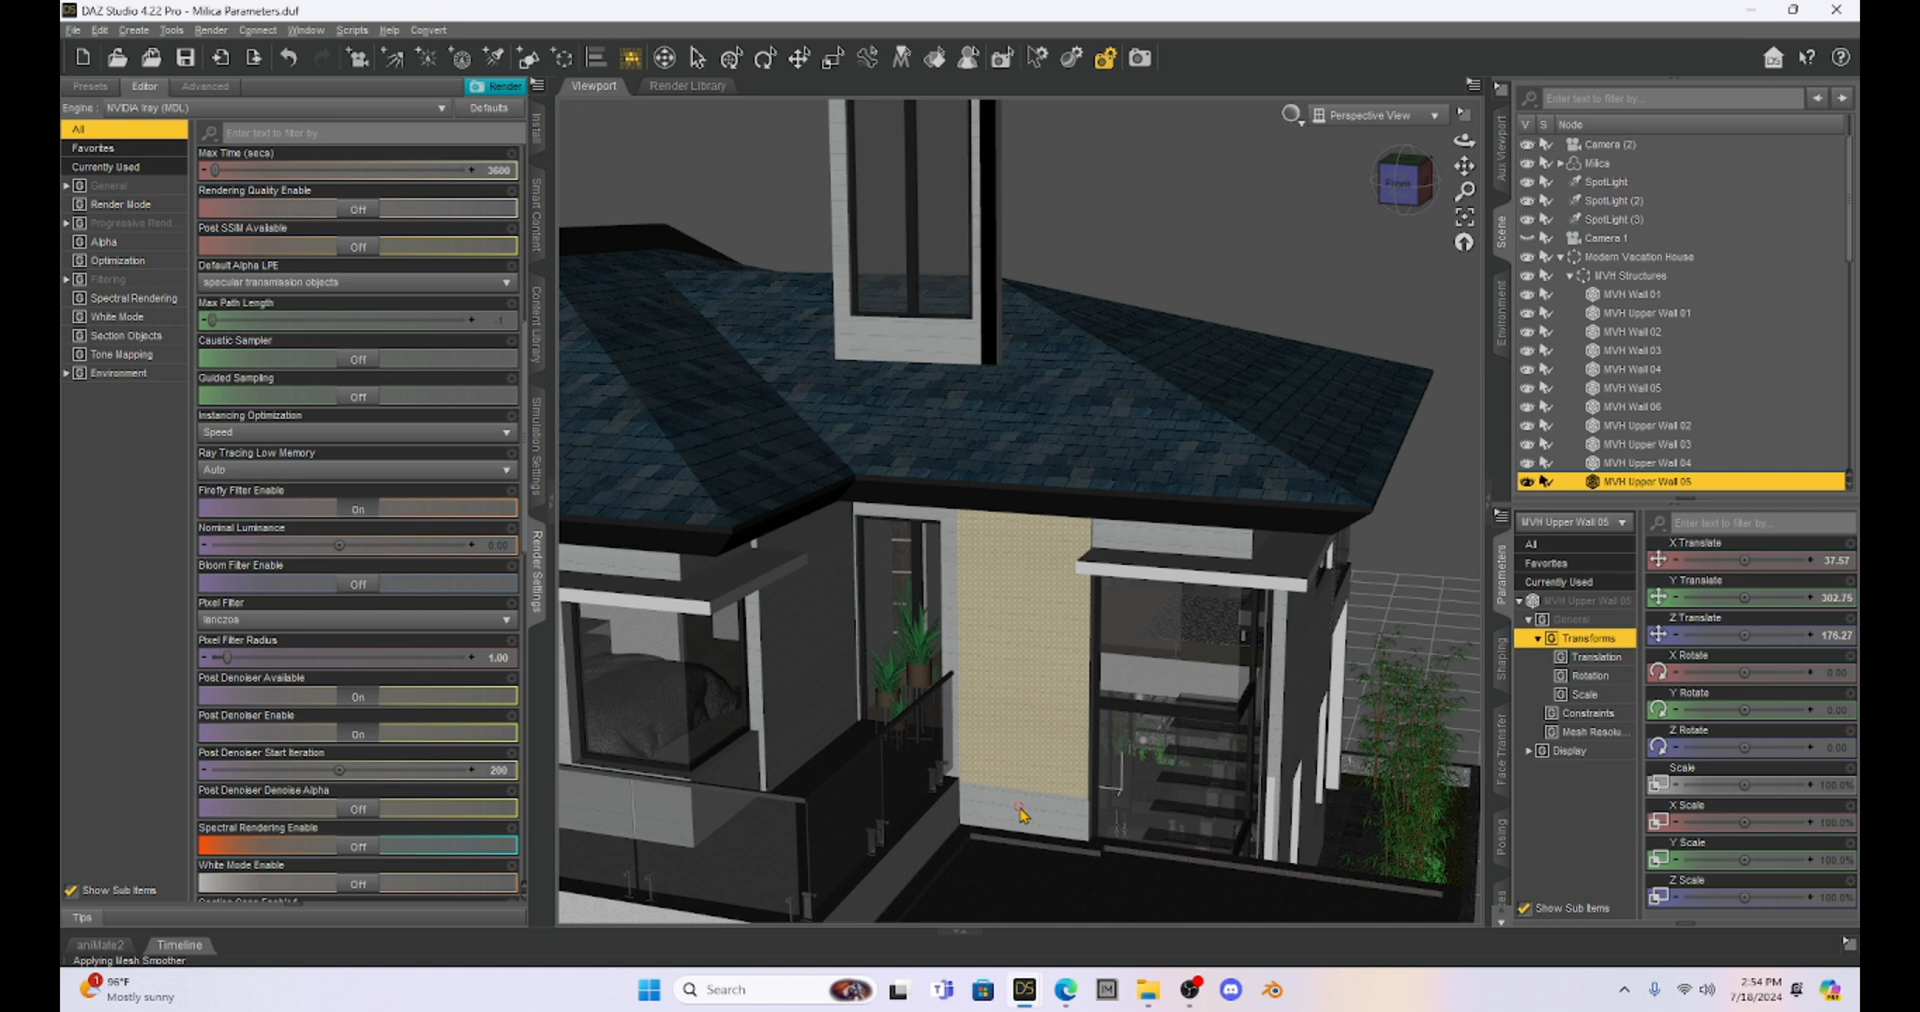 DAZ Studio 4.22 Pro - Milica Parameters.duf
File Edit Create Tools Render Connect Window Scripts Help Convert
Presets Editor Advanced Render
Engine : NVIDIA Iray (MDL) Defaults
All
Favorites
Currently Used
General
Render Mode
Progressive Rend
Alpha
Optimization
Filtering
Spectral Rendering
White Mode
Section Objects
Tone Mapping
Environment
Show Sub Items
Tips
Enter text to filter by...
Max Time (secs)
3600
Rendering Quality Enable
Off
Post SSIM Available
Off
Default Alpha LPE
specular transmission objects
Max Path Length
-1
Caustic Sampler
Off
Guided Sampling
Off
Instancing Optimization
Speed
Ray Tracing Low Memory
Auto
Firefly Filter Enable
On
Nominal Luminance
0.00
Bloom Filter Enable
Off
Pixel Filter
lanczos
Pixel Filter Radius
1.00
Post Denoiser Available
On
Post Denoiser Enable
On
Post Denoiser Start Iteration
200
Post Denoiser Denoise Alpha
Off
Spectral Rendering Enable
Off
White Mode Enable
Off
Install
Smart Content
Content Library
Simulation Settings
Render Settings
Viewport Render Library
Perspective View
Front
Aux Viewport
Scene
Environment
Enter text to filter by...
V S Node
Camera (2)
Milica
SpotLight
SpotLight (2)
SpotLight (3)
Camera 1
Modern Vacation House
MVH Structures
MVH Wall 01
MVH Upper Wall 01
MVH Wall 02
MVH Wall 03
MVH Wall 04
MVH Wall 05
MVH Wall 06
MVH Upper Wall 02
MVH Upper Wall 03
MVH Upper Wall 04
MVH Upper Wall 05
Parameters
Shaping
Face Transfer
Posing
MVH Upper Wall 05
All
Favorites
Currently Used
MVH Upper Wall 05
General
Transforms
Translation
Rotation
Scale
Constraints
Mesh Resolu...
Display
Show Sub Items
Enter text to filter by...
X Translate
37.57
Y Translate
302.75
Z Translate
176.27
X Rotate
0.00
Y Rotate
0.00
Z Rotate
0.00
Scale
100.0%
X Scale
100.0%
Y Scale
100.0%
Z Scale
100.0%
aniMate2 Timeline
Applying Mesh Smoother
1
96°F
Mostly sunny
Search
DS
IM
2:54 PM
7/18/2024